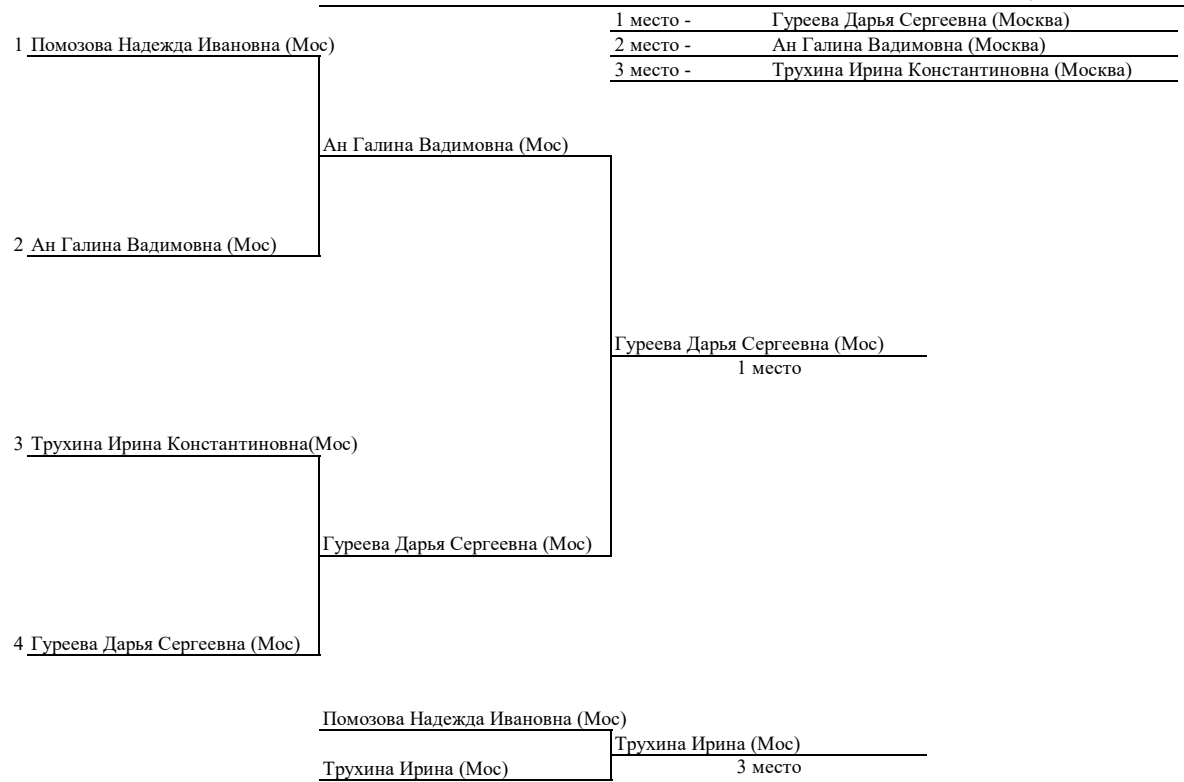 1 место - Гуреева Дарья Сергеевна (Москва)
1 Помозова Надежда Ивановна (Мос)
2 место - Ан Галина Вадимовна (Москва)
3 место - Трухина Ирина Константиновна (Москва)
Ан Галина Вадимовна (Мос)
2 Ан Галина Вадимовна (Мос)
Гуреева Дарья Сергеевна (Мос)
1 место
3 Трухина Ирина Константиновна(Мос)
Гуреева Дарья Сергеевна (Мос)
4 Гуреева Дарья Сергеевна (Мос)
Помозова Надежда Ивановна (Мос)
Трухина Ирина (Мос)
Трухина Ирина (Мос)
3 место